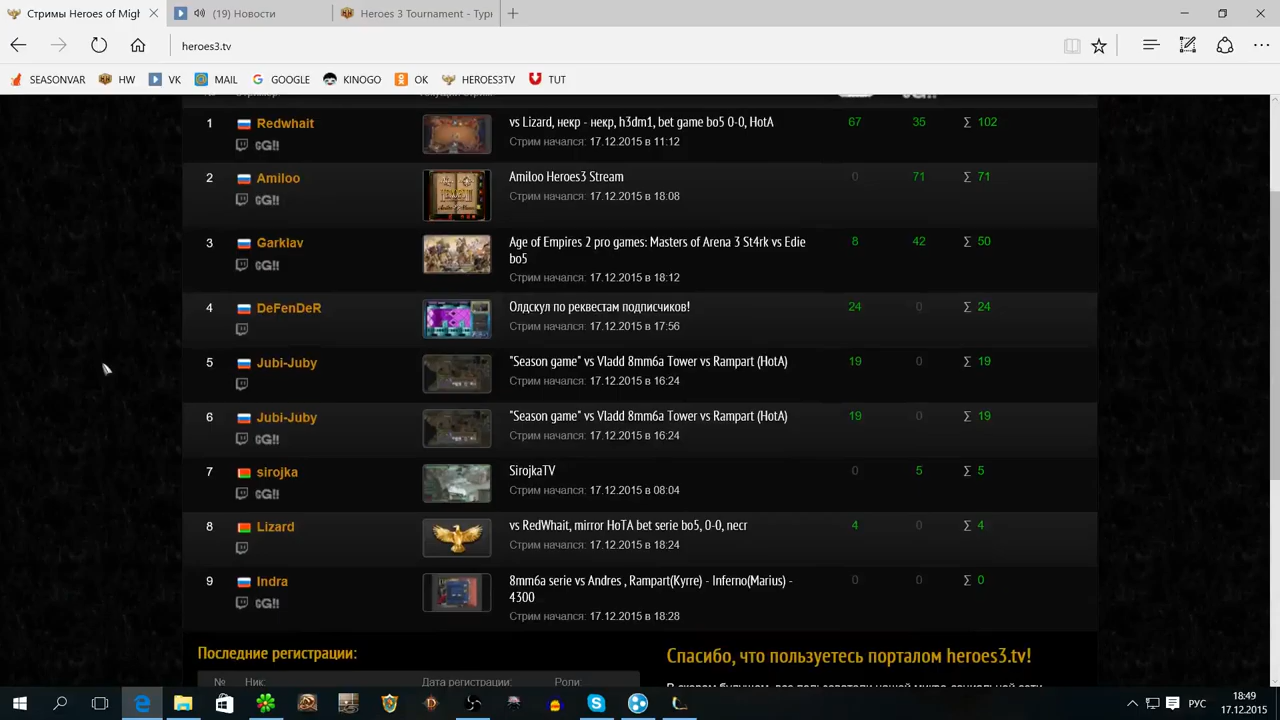 Стримы Heroes of Migh
(19) Новости
Heroes 3 Tournament - Турі
heroes3.tv
SEASONVAR
HW
VK
MAIL
GOOGLE
KINOGO
OK
HEROES3TV
TUT
1 Redwhait vs Lizard, некр - некр, h3dm1, bet game bo5 0-0, HotA 67 35 Σ 102
GG!!
Стрим начался: 17.12.2015 в 11:12
2 Amiloo Amiloo Heroes3 Stream 0 71 Σ 71
GG!!
Стрим начался: 17.12.2015 в 18:08
3 Garklav Age of Empires 2 pro games: Masters of Arena 3 St4rk vs Edie 8 42 Σ 50
bo5
GG!!
Стрим начался: 17.12.2015 в 18:12
4 DeFenDeR Олдскул по реквестам подписчиков! 24 0 Σ 24
Стрим начался: 17.12.2015 в 17:56
5 Jubi-Juby "Season game" vs Vladd 8mm6a Tower vs Rampart (HotA) 19 0 Σ 19
Стрим начался: 17.12.2015 в 16:24
6 Jubi-Juby "Season game" vs Vladd 8mm6a Tower vs Rampart (HotA) 19 0 Σ 19
GG!!
Стрим начался: 17.12.2015 в 16:24
7 sirojka SirojkaTV 0 5 Σ 5
GG!!
Стрим начался: 17.12.2015 в 08:04
8 Lizard vs RedWhait, mirror HoTA bet serie bo5, 0-0, necr 4 0 Σ 4
Стрим начался: 17.12.2015 в 18:24
9 Indra 8mm6a serie vs Andres , Rampart(Kyrre) - Inferno(Marius) - 0 0 Σ 0
4300
GG!!
Стрим начался: 17.12.2015 в 18:28
Последние регистрации:
Спасибо, что пользуетесь порталом heroes3.tv!
№ Ник: Дата регистрации: Роли:
РУС
18:49
17.12.2015